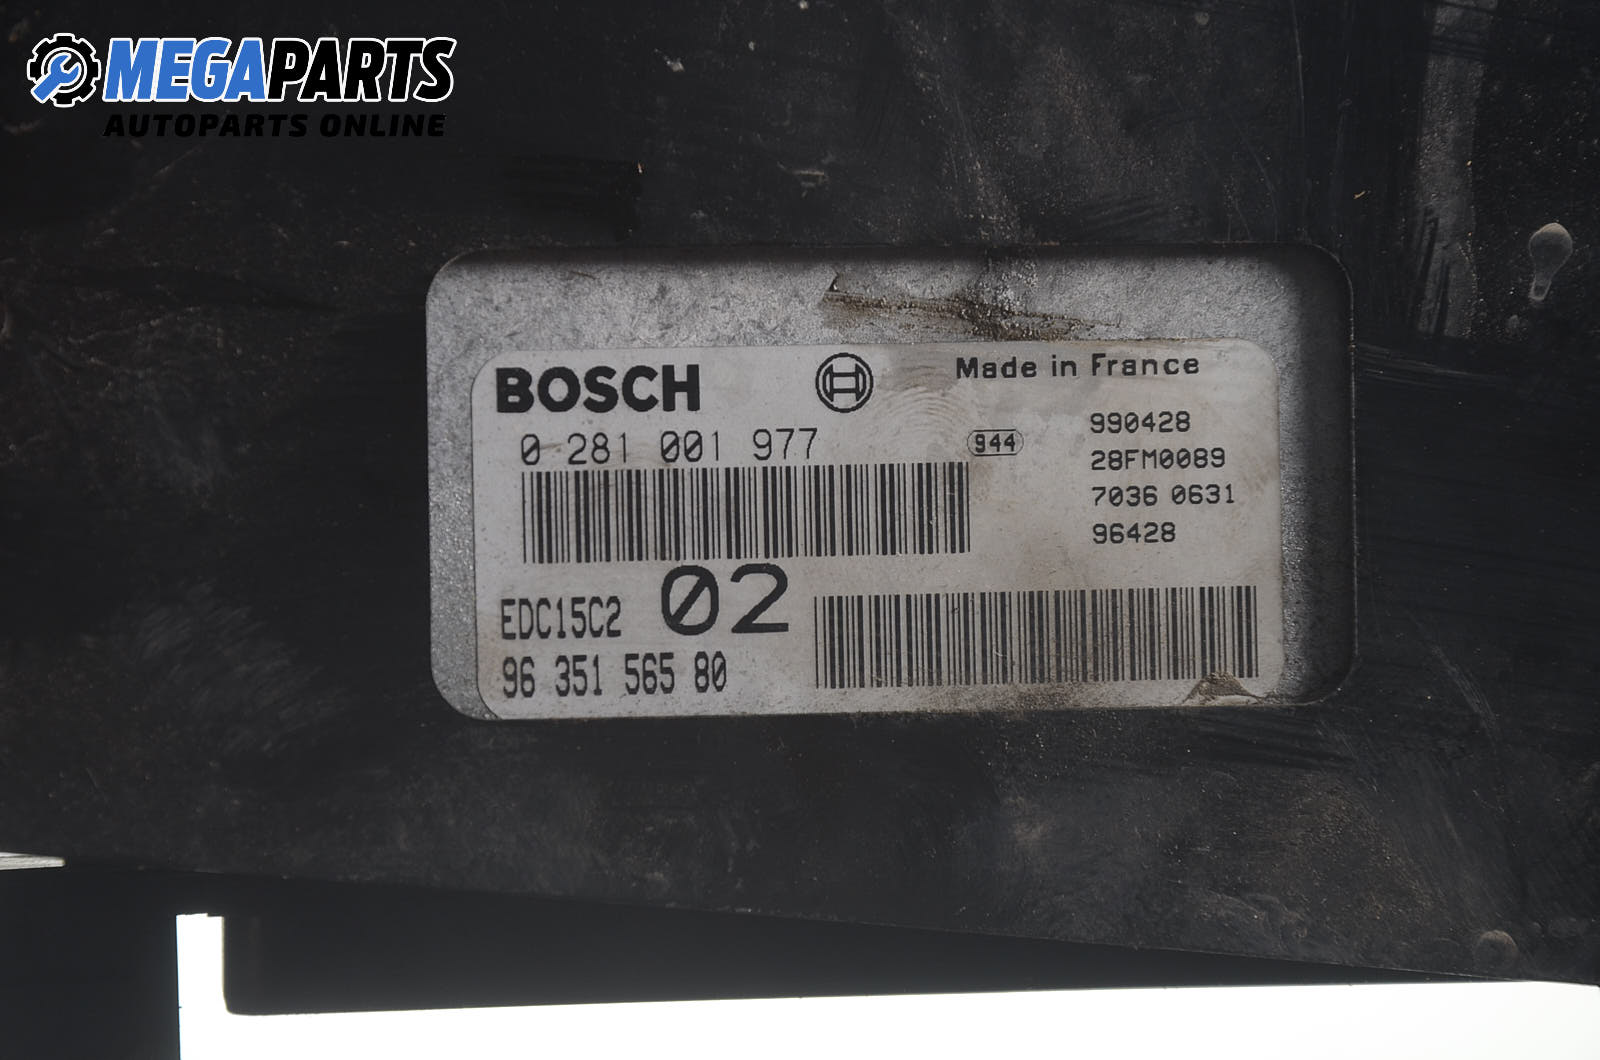 MEGAPARTS
AUTOPARTS ONLINE
BOSCH
Made in France
0 281 001 977
944
990428
28FM0089
7036 0631
96428
EDC15C2
02
96 351 565 80